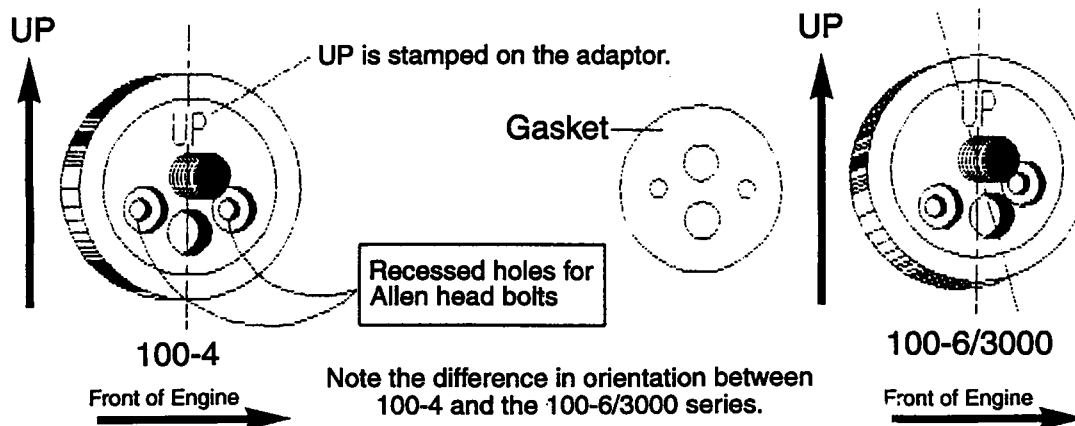 UP
UP is stamped on the adaptor.
UP
Gasket
UP
UP
Recessed holes for
Allen head bolts
100-4
100-6/3000
Note the difference in orientation between
100-4 and the 100-6/3000 series.
Front of Engine
Front of Engine